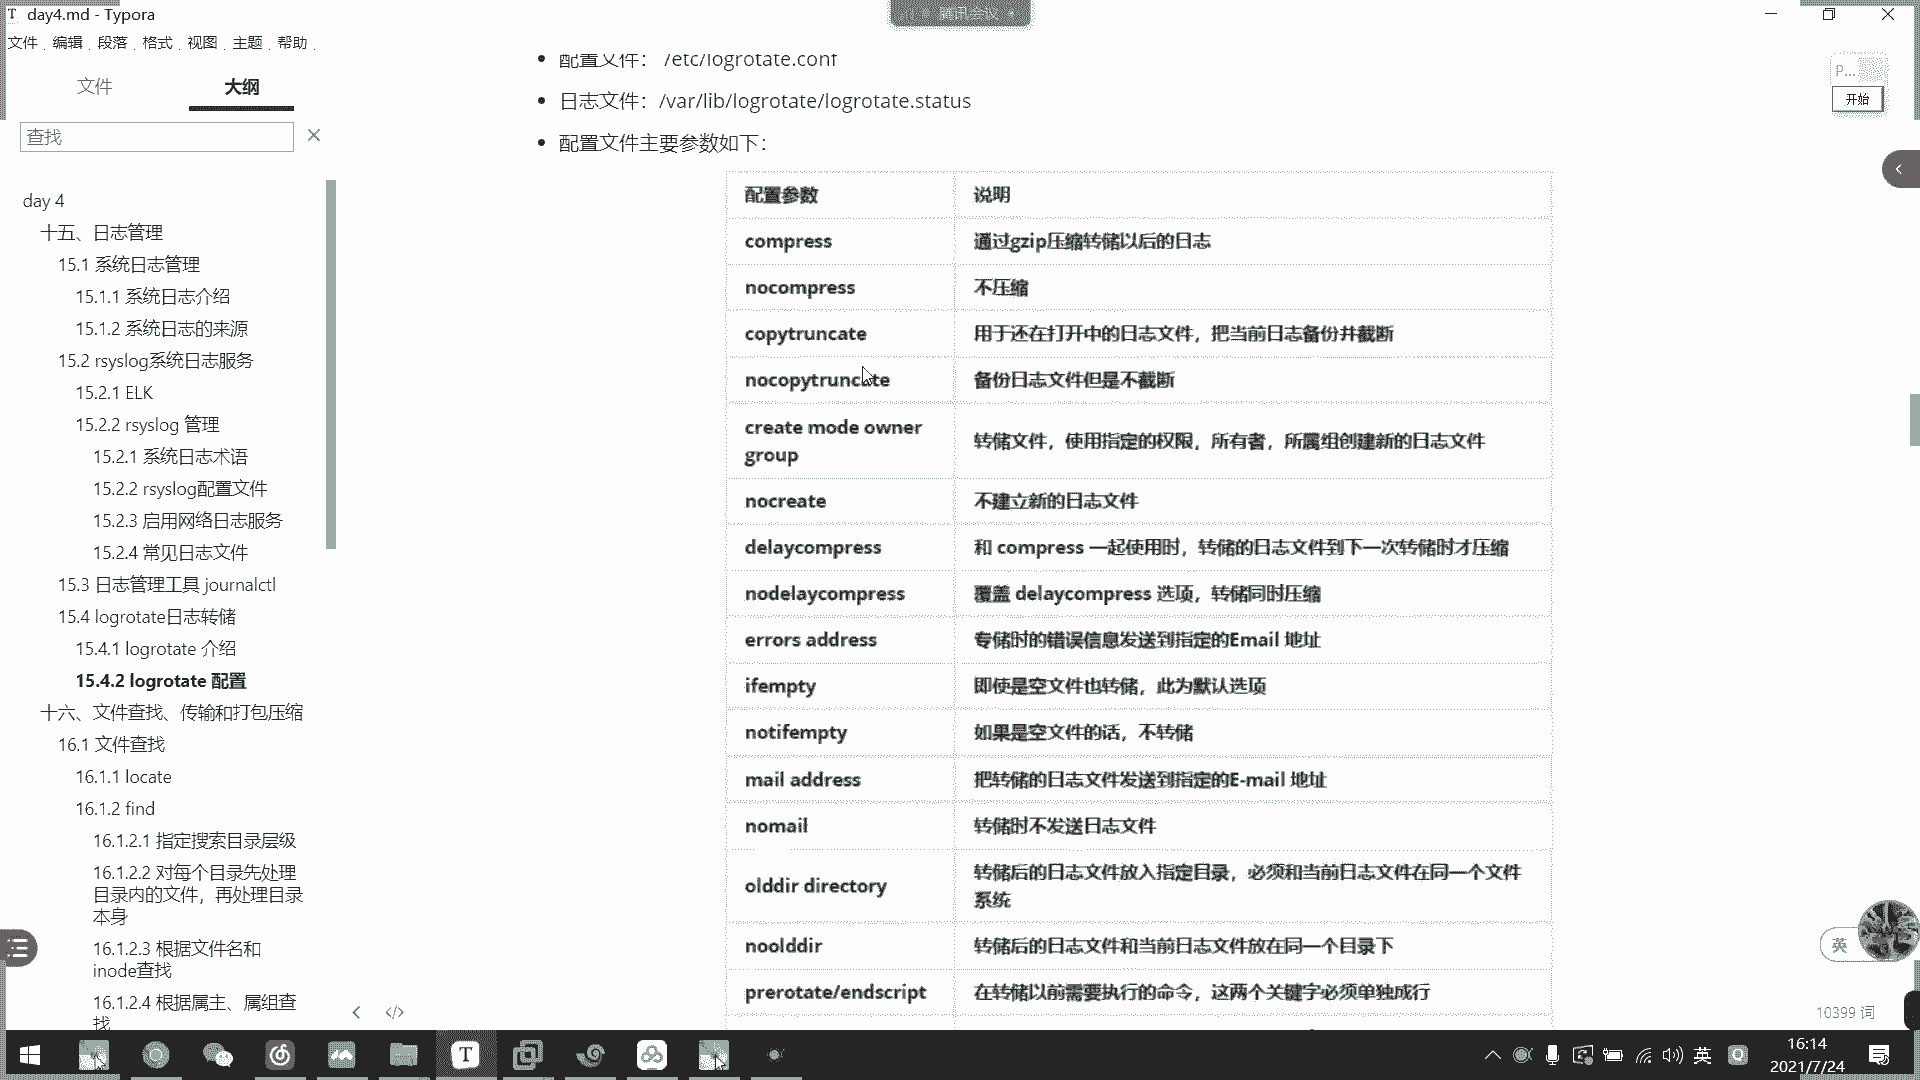 day4.md - Typora
腾讯会议
文件 编辑 段落 格式 视图 主题 帮助
文件
大纲
查找
day 4
十五、日志管理
15.1 系统日志管理
15.1.1 系统日志介绍
15.1.2 系统日志的来源
15.2 rsyslog系统日志服务
15.2.1 ELK
15.2.2 rsyslog 管理
15.2.1 系统日志术语
15.2.2 rsyslog配置文件
15.2.3 启用网络日志服务
15.2.4 常见日志文件
15.3 日志管理工具 journalctl
15.4 logrotate日志转储
15.4.1 logrotate 介绍
15.4.2 logrotate 配置
十六、文件查找、传输和打包压缩
16.1 文件查找
16.1.1 locate
16.1.2 find
16.1.2.1 指定搜索目录层级
16.1.2.2 对每个目录先处理
目录内的文件，再处理目录
本身
16.1.2.3 根据文件名和
inode查找
16.1.2.4 根据属主、属组查
找
配置文件： /etc/logrotate.conf
日志文件：/var/lib/logrotate/logrotate.status
配置文件主要参数如下：
配置参数 说明
compress 通过gzip压缩转储以后的日志
nocompress 不压缩
copytruncate 用于还在打开中的日志文件，把当前日志备份并截断
nocopytruncate 备份日志文件但是不截断
create mode owner
group 转储文件，使用指定的权限，所有者，所属组创建新的日志文件
nocreate 不建立新的日志文件
delaycompress 和 compress 一起使用时，转储的日志文件到下一次转储时才压缩
nodelaycompress 覆盖 delaycompress 选项，转储同时压缩
errors address 专储时的错误信息发送到指定的Email 地址
ifempty 即使是空文件也转储，此为默认选项
notifempty 如果是空文件的话，不转储
mail address 把转储的日志文件发送到指定的E-mail 地址
nomail 转储时不发送日志文件
olddir directory 转储后的日志文件放入指定目录，必须和当前日志文件在同一个文件
系统
noolddir 转储后的日志文件和当前日志文件放在同一个目录下
prerotate/endscript 在转储以前需要执行的命令，这两个关键字必须单独成行
P...
开始
英
10399 词
英
16:14
2021/7/24